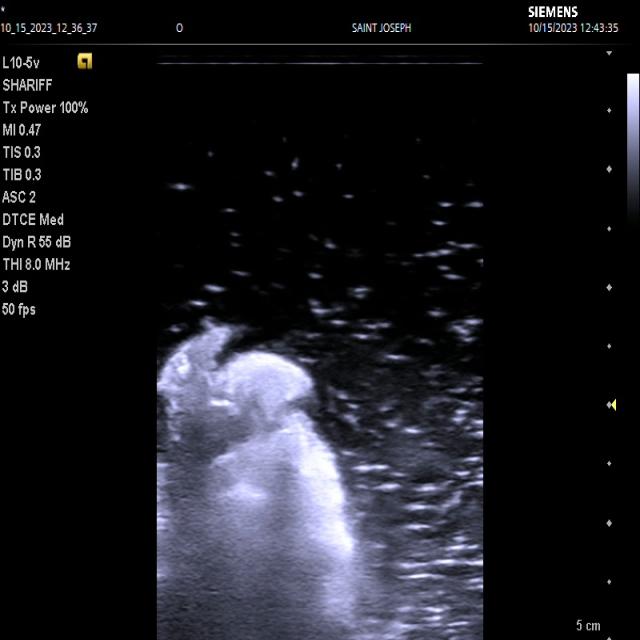 *
SIEMENS
10_15_2023_12_36_37
O
SAINT JOSEPH
10/15/2023 12:43:35
L10-5v
SHARIFF
Tx Power 100%
MI 0.47
TIS 0.3
TIB 0.3
ASC 2
DTCE Med
Dyn R 55 dB
THI 8.0 MHz
3 dB
50 fps
5 cm